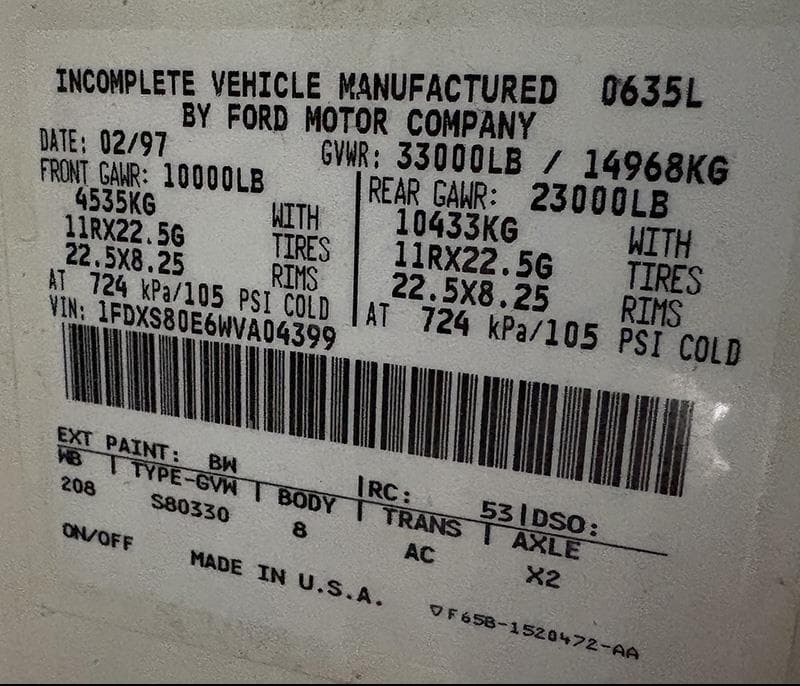 INCOMPLETE VEHICLE MANUFACTURED 0635L
BY FORD MOTOR COMPANY
DATE: 02/97 GVWR: 33000LB / 14968KG
FRONT GAWR: 10000LB REAR GAWR: 23000LB
4535KG WITH 10433KG WITH
11RX22.5G TIRES 11RX22.5G TIRES
22.5X8.25 RIMS 22.5X8.25 RIMS
AT 724 kPa/105 PSI COLD AT 724 kPa/105 PSI COLD
VIN: 1FDXS80E6WVA04399
EXT PAINT: BW RC: 53 DSO:
WB | TYPE-GVW | BODY | TRANS | AXLE
208 S80330 8 AC X2
ON/OFF MADE IN U.S.A.
▽F65B-1520472-AA